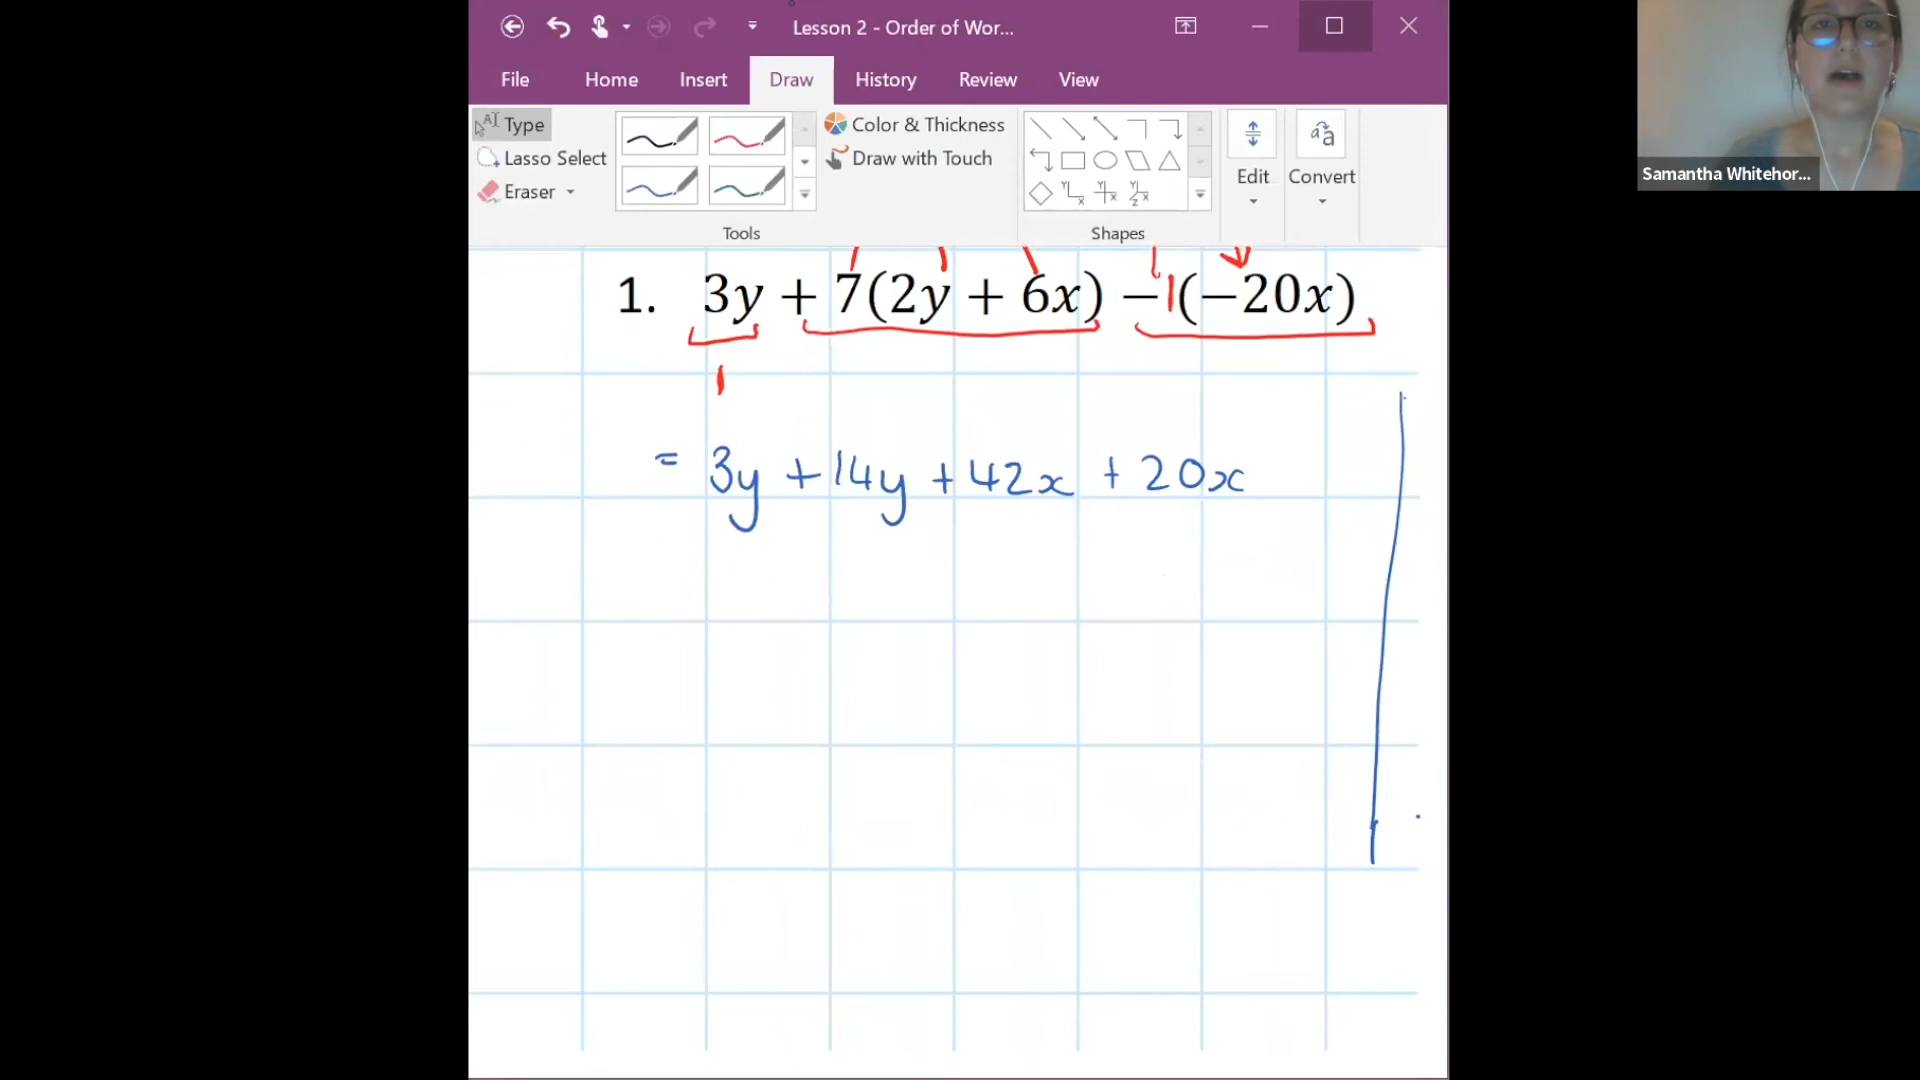 Lesson 2 - Order of Wor...
File Home Insert Draw History Review View
Type
Lasso Select
Eraser
Color & Thickness
Draw with Touch
Edit
Convert
Tools
Shapes
1. 3y + 7(2y + 6x) −1(−20x)
= 3y + 14y + 42x + 20x
Samantha Whitehor...